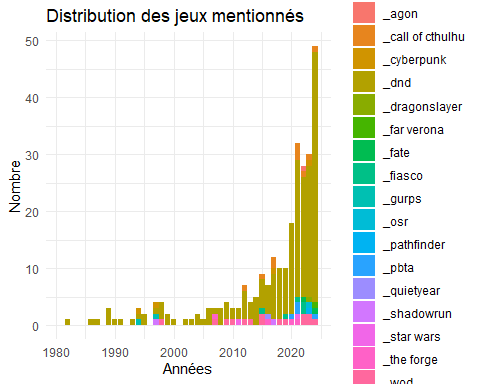 Distribution des jeux mentionnés
Nombre
50
40
30
20
10
0
1980
1990
2000
2010
2020
Années
_agon
_call of cthulhu
_cyberpunk
_dnd
_dragonslayer
_far verona
_fate
_fiasco
_gurps
_osr
_pathfinder
_pbta
_quietyear
_shadowrun
_star wars
_the forge
_wod